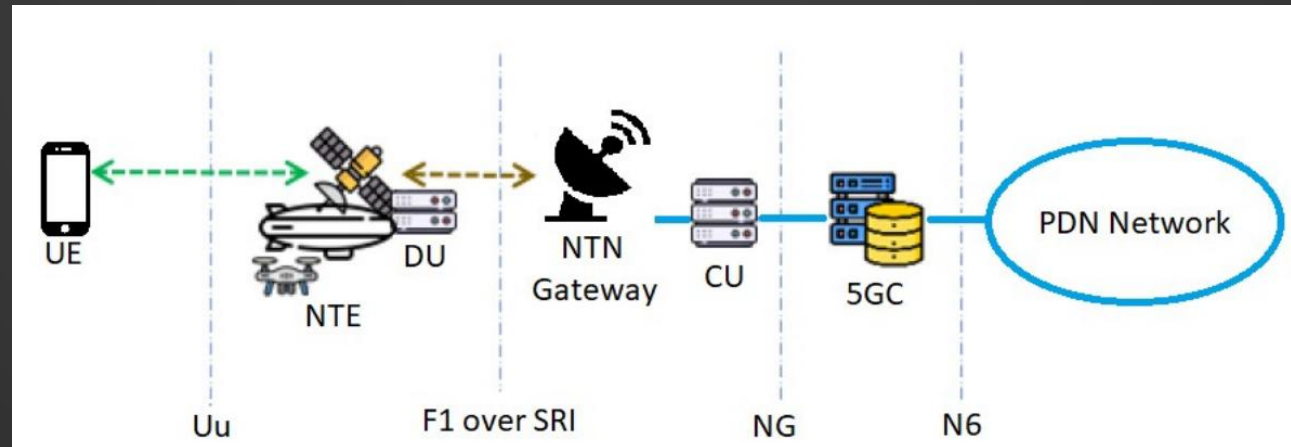 UE
NTE
DU
NTN
Gateway
CU
5GC
PDN Network
Uu
F1 over SRI
NG
N6